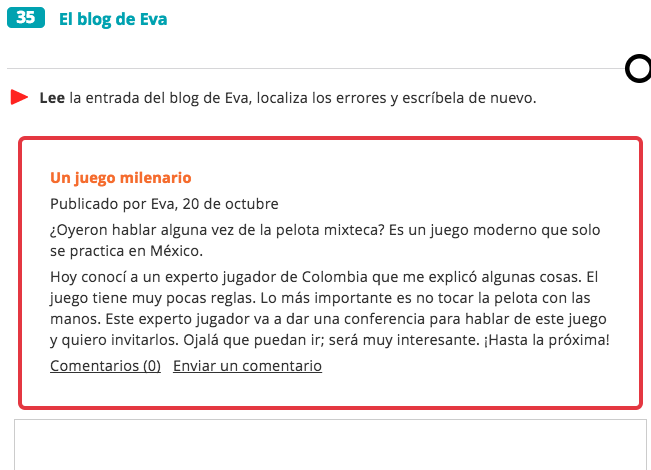 35 El blog de Eva
Lee la entrada del blog de Eva, localiza los errores y escríbela de nuevo.
Un juego milenario
Publicado por Eva, 20 de octubre
¿Oyeron hablar alguna vez de la pelota mixteca? Es un juego moderno que solo
se practica en México.
Hoy conocí a un experto jugador de Colombia que me explicó algunas cosas. El
juego tiene muy pocas reglas. Lo más importante es no tocar la pelota con las
manos. Este experto jugador va a dar una conferencia para hablar de este juego
y quiero invitarlos. Ojalá que puedan ir; será muy interesante. ¡Hasta la próxima!
Comentarios (0) Enviar un comentario